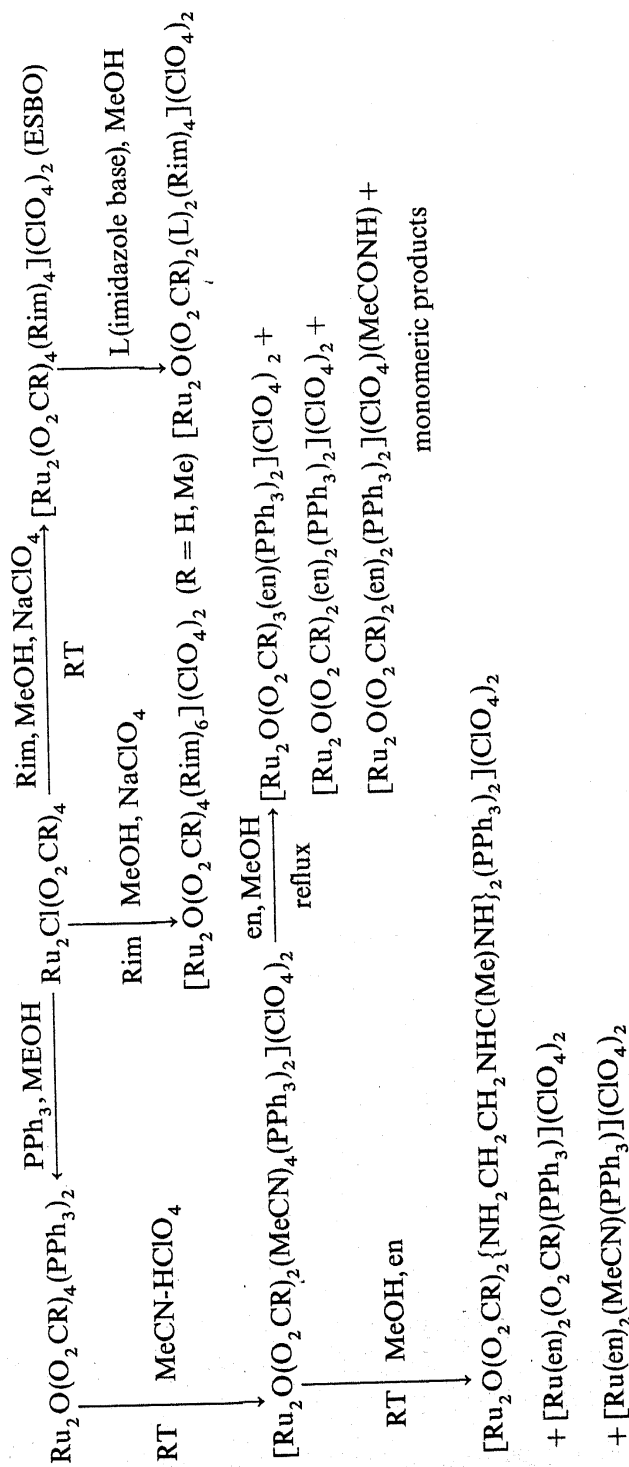 Ru₂O(O₂CR)₄(PPh₃)₂ ←PPh₃, MEOH— Ru₂Cl(O₂CR)₄ —Rim, MeOH, NaClO₄ / RT→ [Ru₂(O₂CR)₄(Rim)₄](ClO₄)₂ (ESBO)
RT MeCN-HClO₄
Rim MeOH, NaClO₄
L(imidazole base), MeOH
[Ru₂O(O₂CR)₄(Rim)₆](ClO₄)₂ (R = H, Me) [Ru₂O(O₂CR)₂(L)₂(Rim)₄](ClO₄)₂
[Ru₂O(O₂CR)₂(MeCN)₄(PPh₃)₂](ClO₄)₂ —en, MeOH / reflux→ [Ru₂O(O₂CR)₃(en)(PPh₃)₂](ClO₄)₂ +
[Ru₂O(O₂CR)₂(en)₂(PPh₃)₂](ClO₄)₂ +
RT MeOH, en
[Ru₂O(O₂CR)₂(en)₂(PPh₃)₂](ClO₄)(MeCONH) +
monomeric products
[Ru₂O(O₂CR)₂{NH₂CH₂CH₂NHC(Me)NH}₂(PPh₃)₂](ClO₄)₂
+ [Ru(en)₂(O₂CR)(PPh₃)](ClO₄)₂
+ [Ru(en)₂(MeCN)(PPh₃)](ClO₄)₂